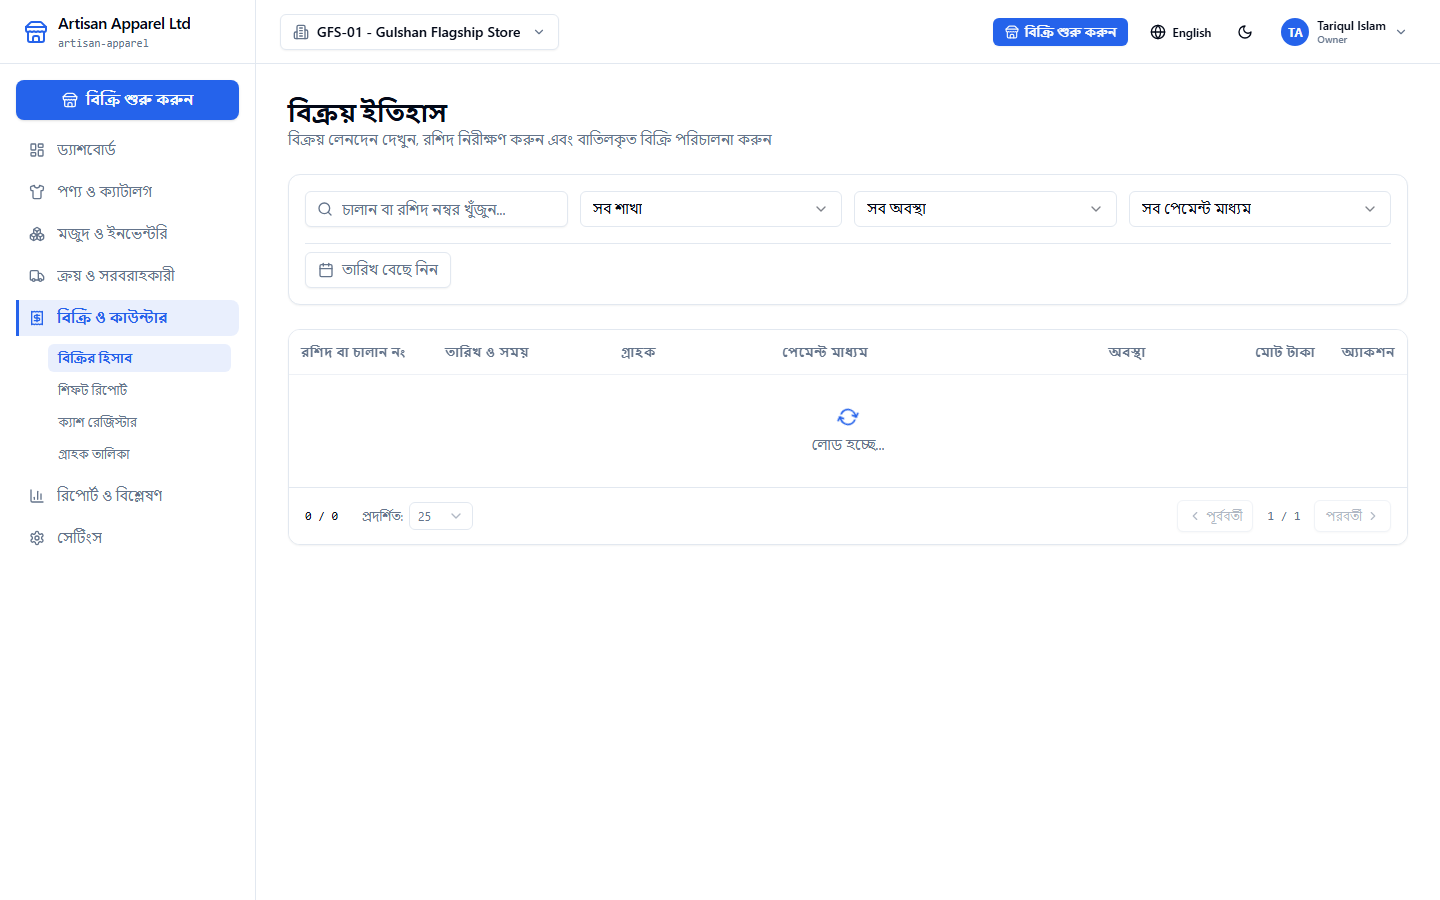 Artisan Apparel Ltd
artisan-apparel
GFS-01 - Gulshan Flagship Store
বিক্রি শুরু করুন
English
TA
Tariqul Islam
Owner
বিক্রি শুরু করুন
ড্যাশবোর্ড
পণ্য ও ক্যাটালগ
মজুদ ও ইনভেন্টরি
ক্রয় ও সরবরাহকারী
বিক্রি ও কাউন্টার
বিক্রির হিসাব
শিফট রিপোর্ট
ক্যাশ রেজিস্টার
গ্রাহক তালিকা
রিপোর্ট ও বিশ্লেষণ
সেটিংস
বিক্রয় ইতিহাস
বিক্রয় লেনদেন দেখুন, রশিদ নিরীক্ষণ করুন এবং বাতিলকৃত বিক্রি পরিচালনা করুন
চালান বা রশিদ নম্বর খুঁজুন...
সব শাখা
সব অবস্থা
সব পেমেন্ট মাধ্যম
তারিখ বেছে নিন
রশিদ বা চালান নং তারিখ ও সময় গ্রাহক পেমেন্ট মাধ্যম অবস্থা মোট টাকা অ্যাকশন
লোড হচ্ছে...
0 / 0 প্রদর্শিত: 25 পূর্ববর্তী 1 / 1 পরবর্তী